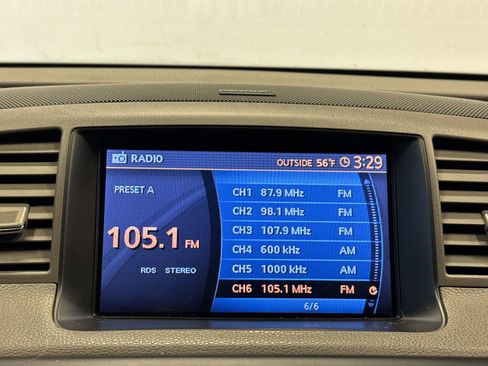 RADIO
OUTSIDE 56°F 3:29
PRESET A
105.1 FM
RDS STEREO
CH1 87.9 MHz FM
CH2 98.1 MHz FM
CH3 107.9 MHz FM
CH4 600 kHz AM
CH5 1000 kHz AM
CH6 105.1 MHz FM
6/6